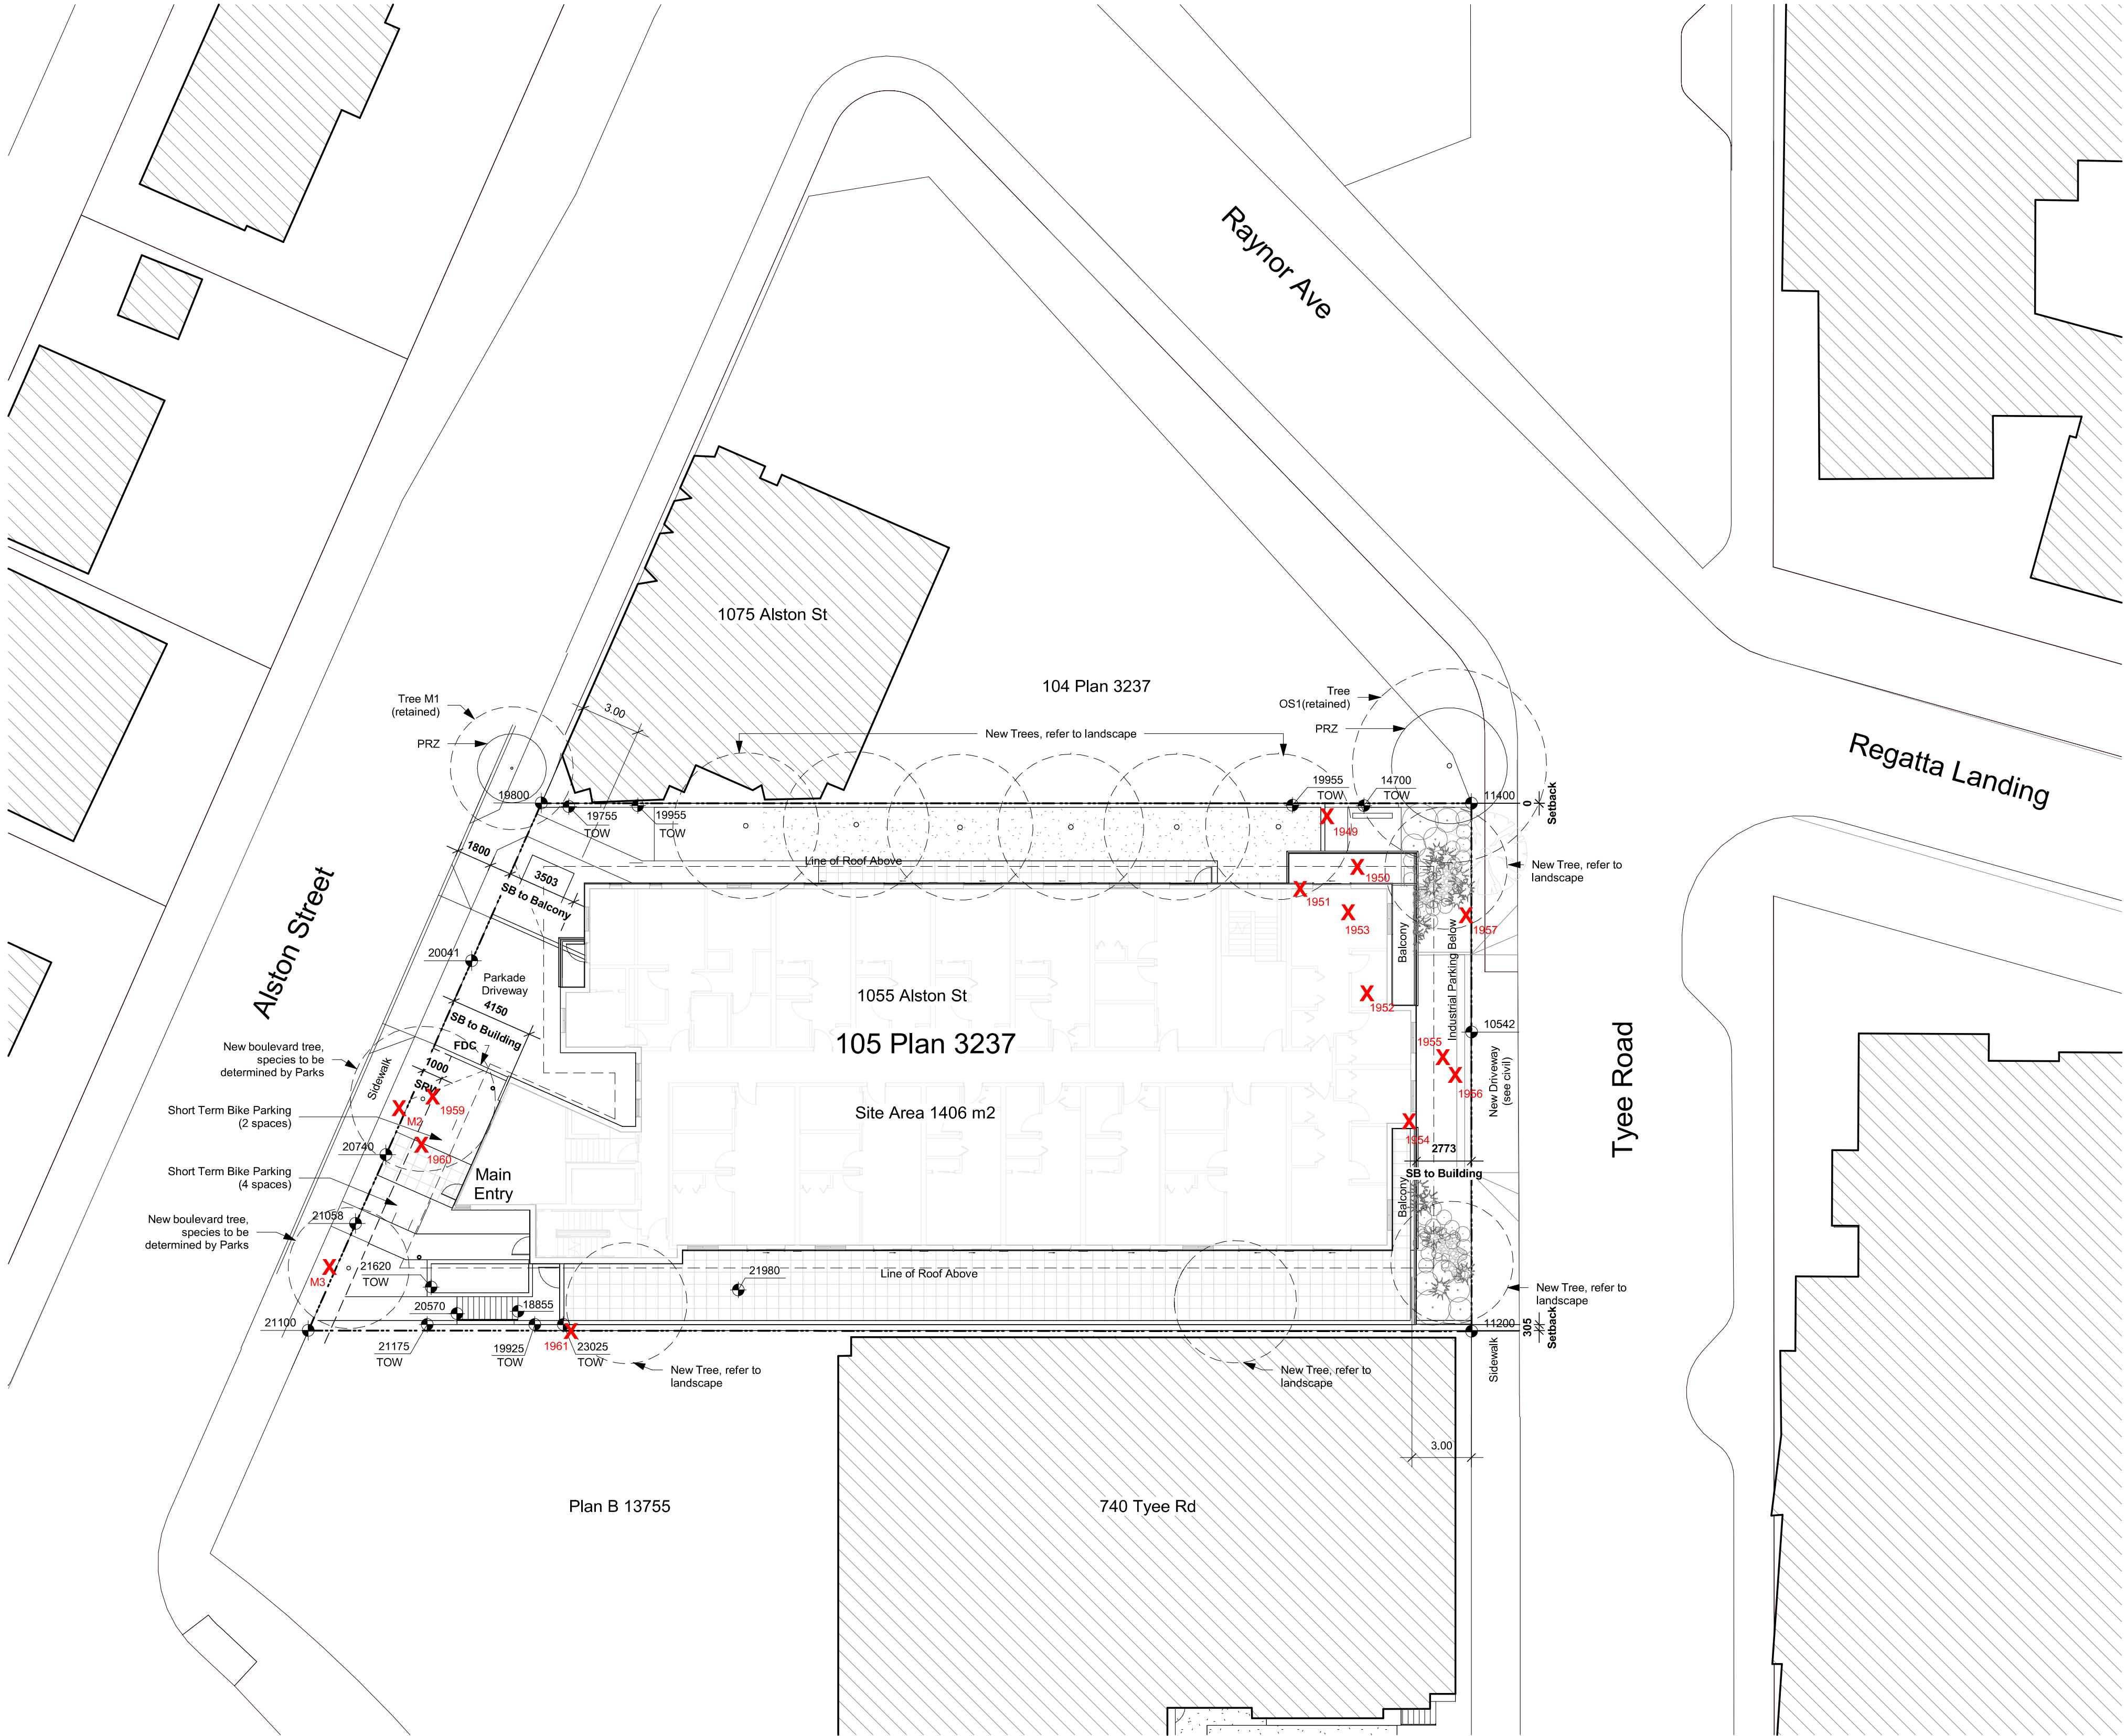 Raynor Ave
1075 Alston St
104 Plan 3237
Tree M1
(retained)
PRZ
3.00
New Trees, refer to landscape
Tree
OS1(retained)
PRZ
Regatta Landing
19800
19755
TOW
19955
TOW
19955
TOW
14700
TOW
11400
0
Setback
1949
1800
Line of Roof Above
3503
SB to Balcony
1950
1951
1953
New Tree, refer to
landscape
1957
Alston Street
20041
Parkade
Driveway
Balcony
Industrial Parking Below
1055 Alston St
1952
4150
SB to Building
FDC
105 Plan 3237
10542
1955
1956
New Driveway
(see civil)
Tyee Road
New boulevard tree,
species to be
determined by Parks
Sidewalk
1000
SRW
1959
M2
Short Term Bike Parking
(2 spaces)
Site Area 1406 m2
1954
20740
1960
2773
SB to Building
Short Term Bike Parking
(4 spaces)
Main
Entry
Balcony
New boulevard tree,
species to be
determined by Parks
21058
M3
21620
TOW
21980
Line of Roof Above
New Tree, refer to
landscape
20570
18855
21100
11200
305
Setback
21175
TOW
19925
TOW
1961
23025
TOW
Sidewalk
New Tree, refer to
landscape
New Tree, refer to
landscape
3.00
Plan B 13755
740 Tyee Rd